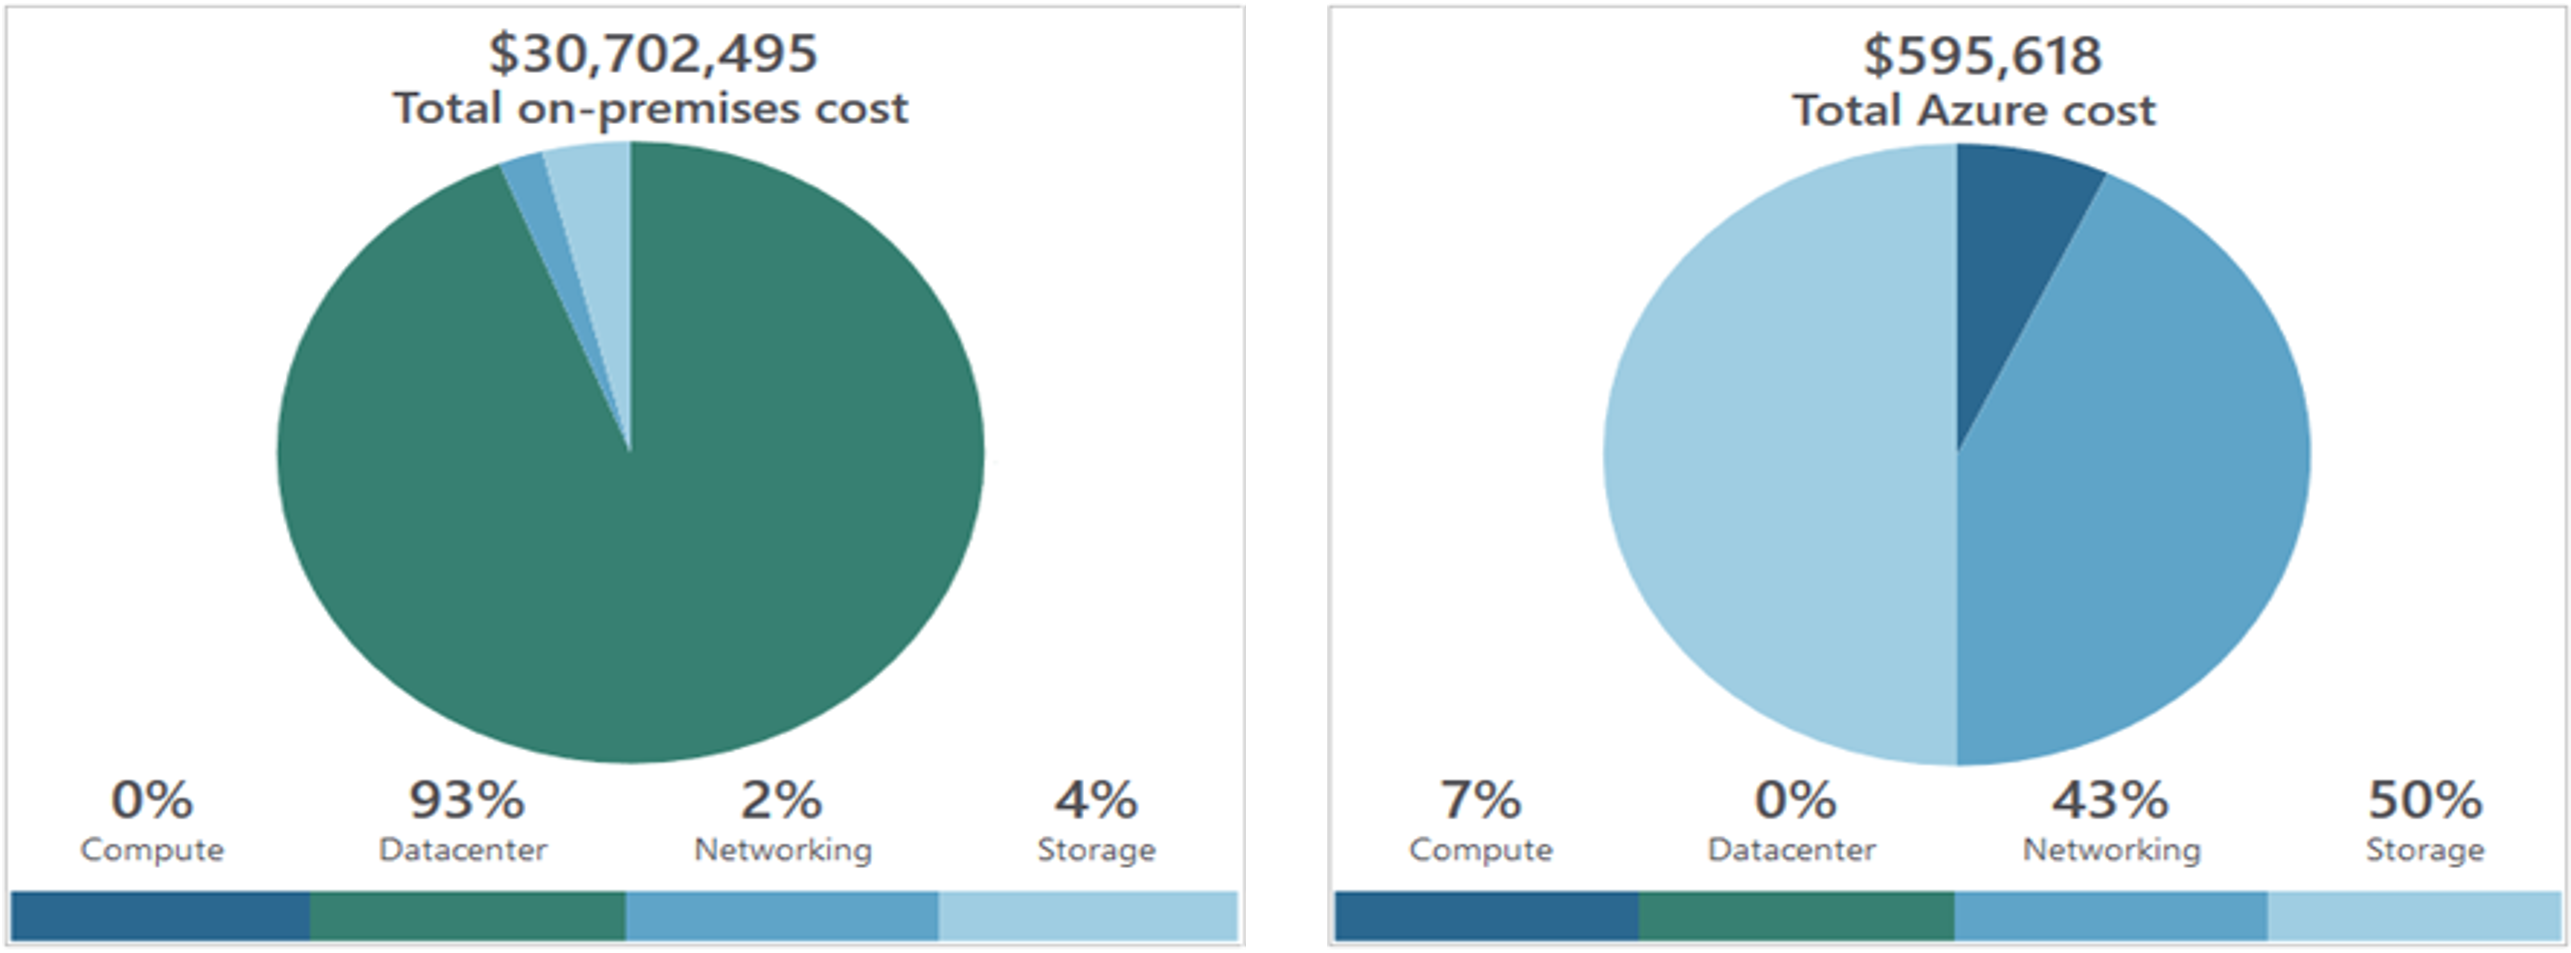 $30,702,495
Total on-premises cost
0% 93% 2% 4%
Compute Datacenter Networking Storage
$595,618
Total Azure cost
7% 0% 43% 50%
Compute Datacenter Networking Storage